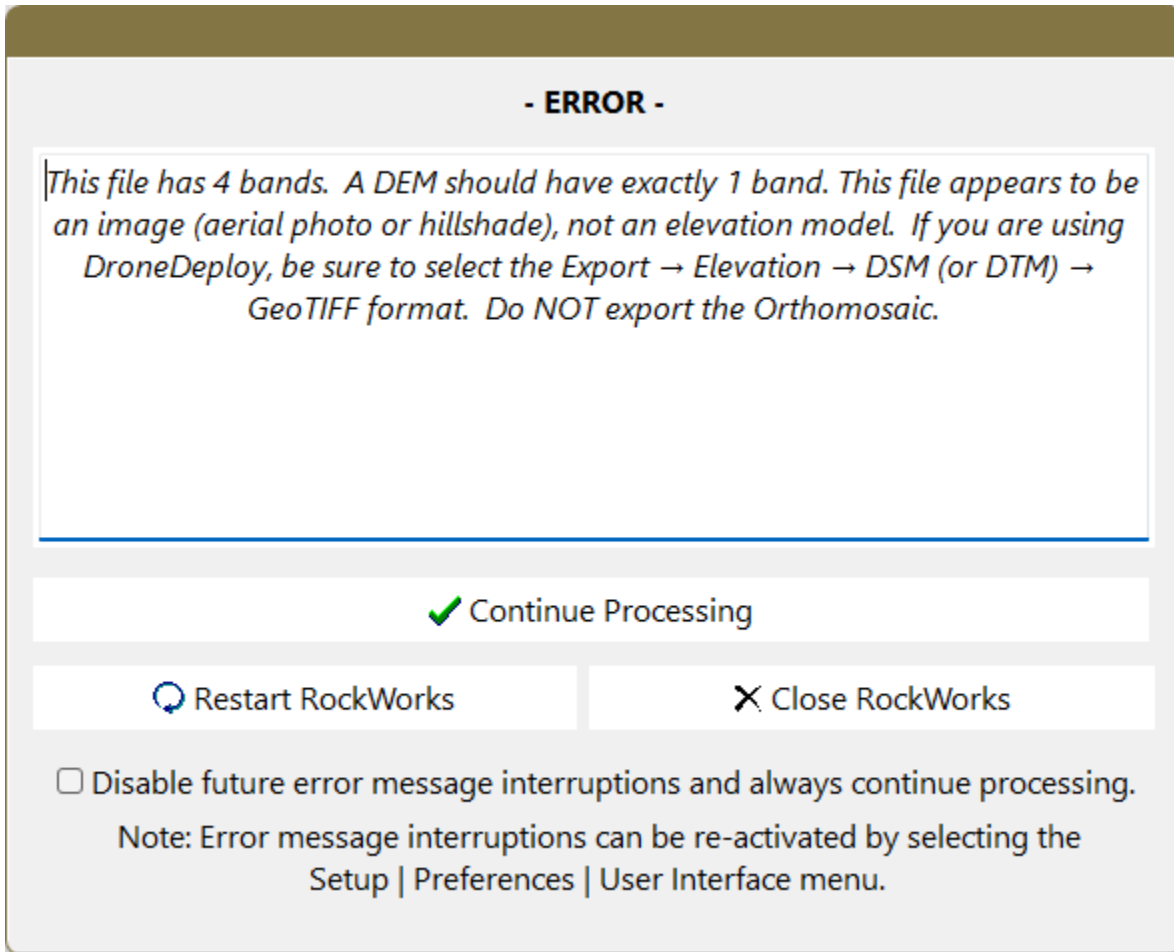 - ERROR -
This file has 4 bands.  A DEM should have exactly 1 band. This file appears to be
an image (aerial photo or hillshade), not an elevation model.  If you are using
DroneDeploy, be sure to select the Export → Elevation → DSM (or DTM) →
GeoTIFF format.  Do NOT export the Orthomosaic.
Continue Processing
Restart RockWorks
Close RockWorks
Disable future error message interruptions and always continue processing.
Note: Error message interruptions can be re-activated by selecting the
Setup | Preferences | User Interface menu.